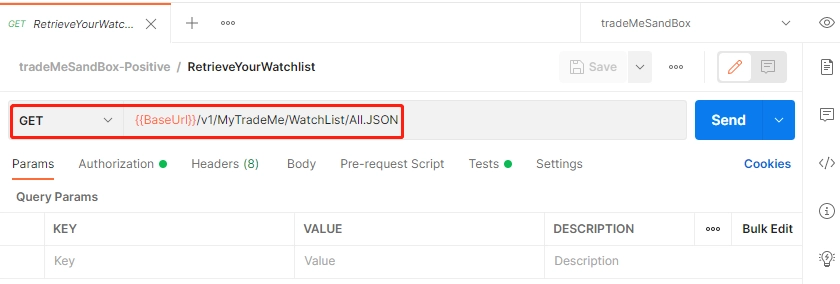 GET RetrieveYourWatc... tradeMeSandBox
tradeMeSandBox-Positive / RetrieveYourWatchlist Save
GET {{BaseUrl}}/v1/MyTradeMe/WatchList/All.JSON Send
Params Authorization Headers (8) Body Pre-request Script Tests Settings Cookies
Query Params
KEY VALUE DESCRIPTION Bulk Edit
Key Value Description